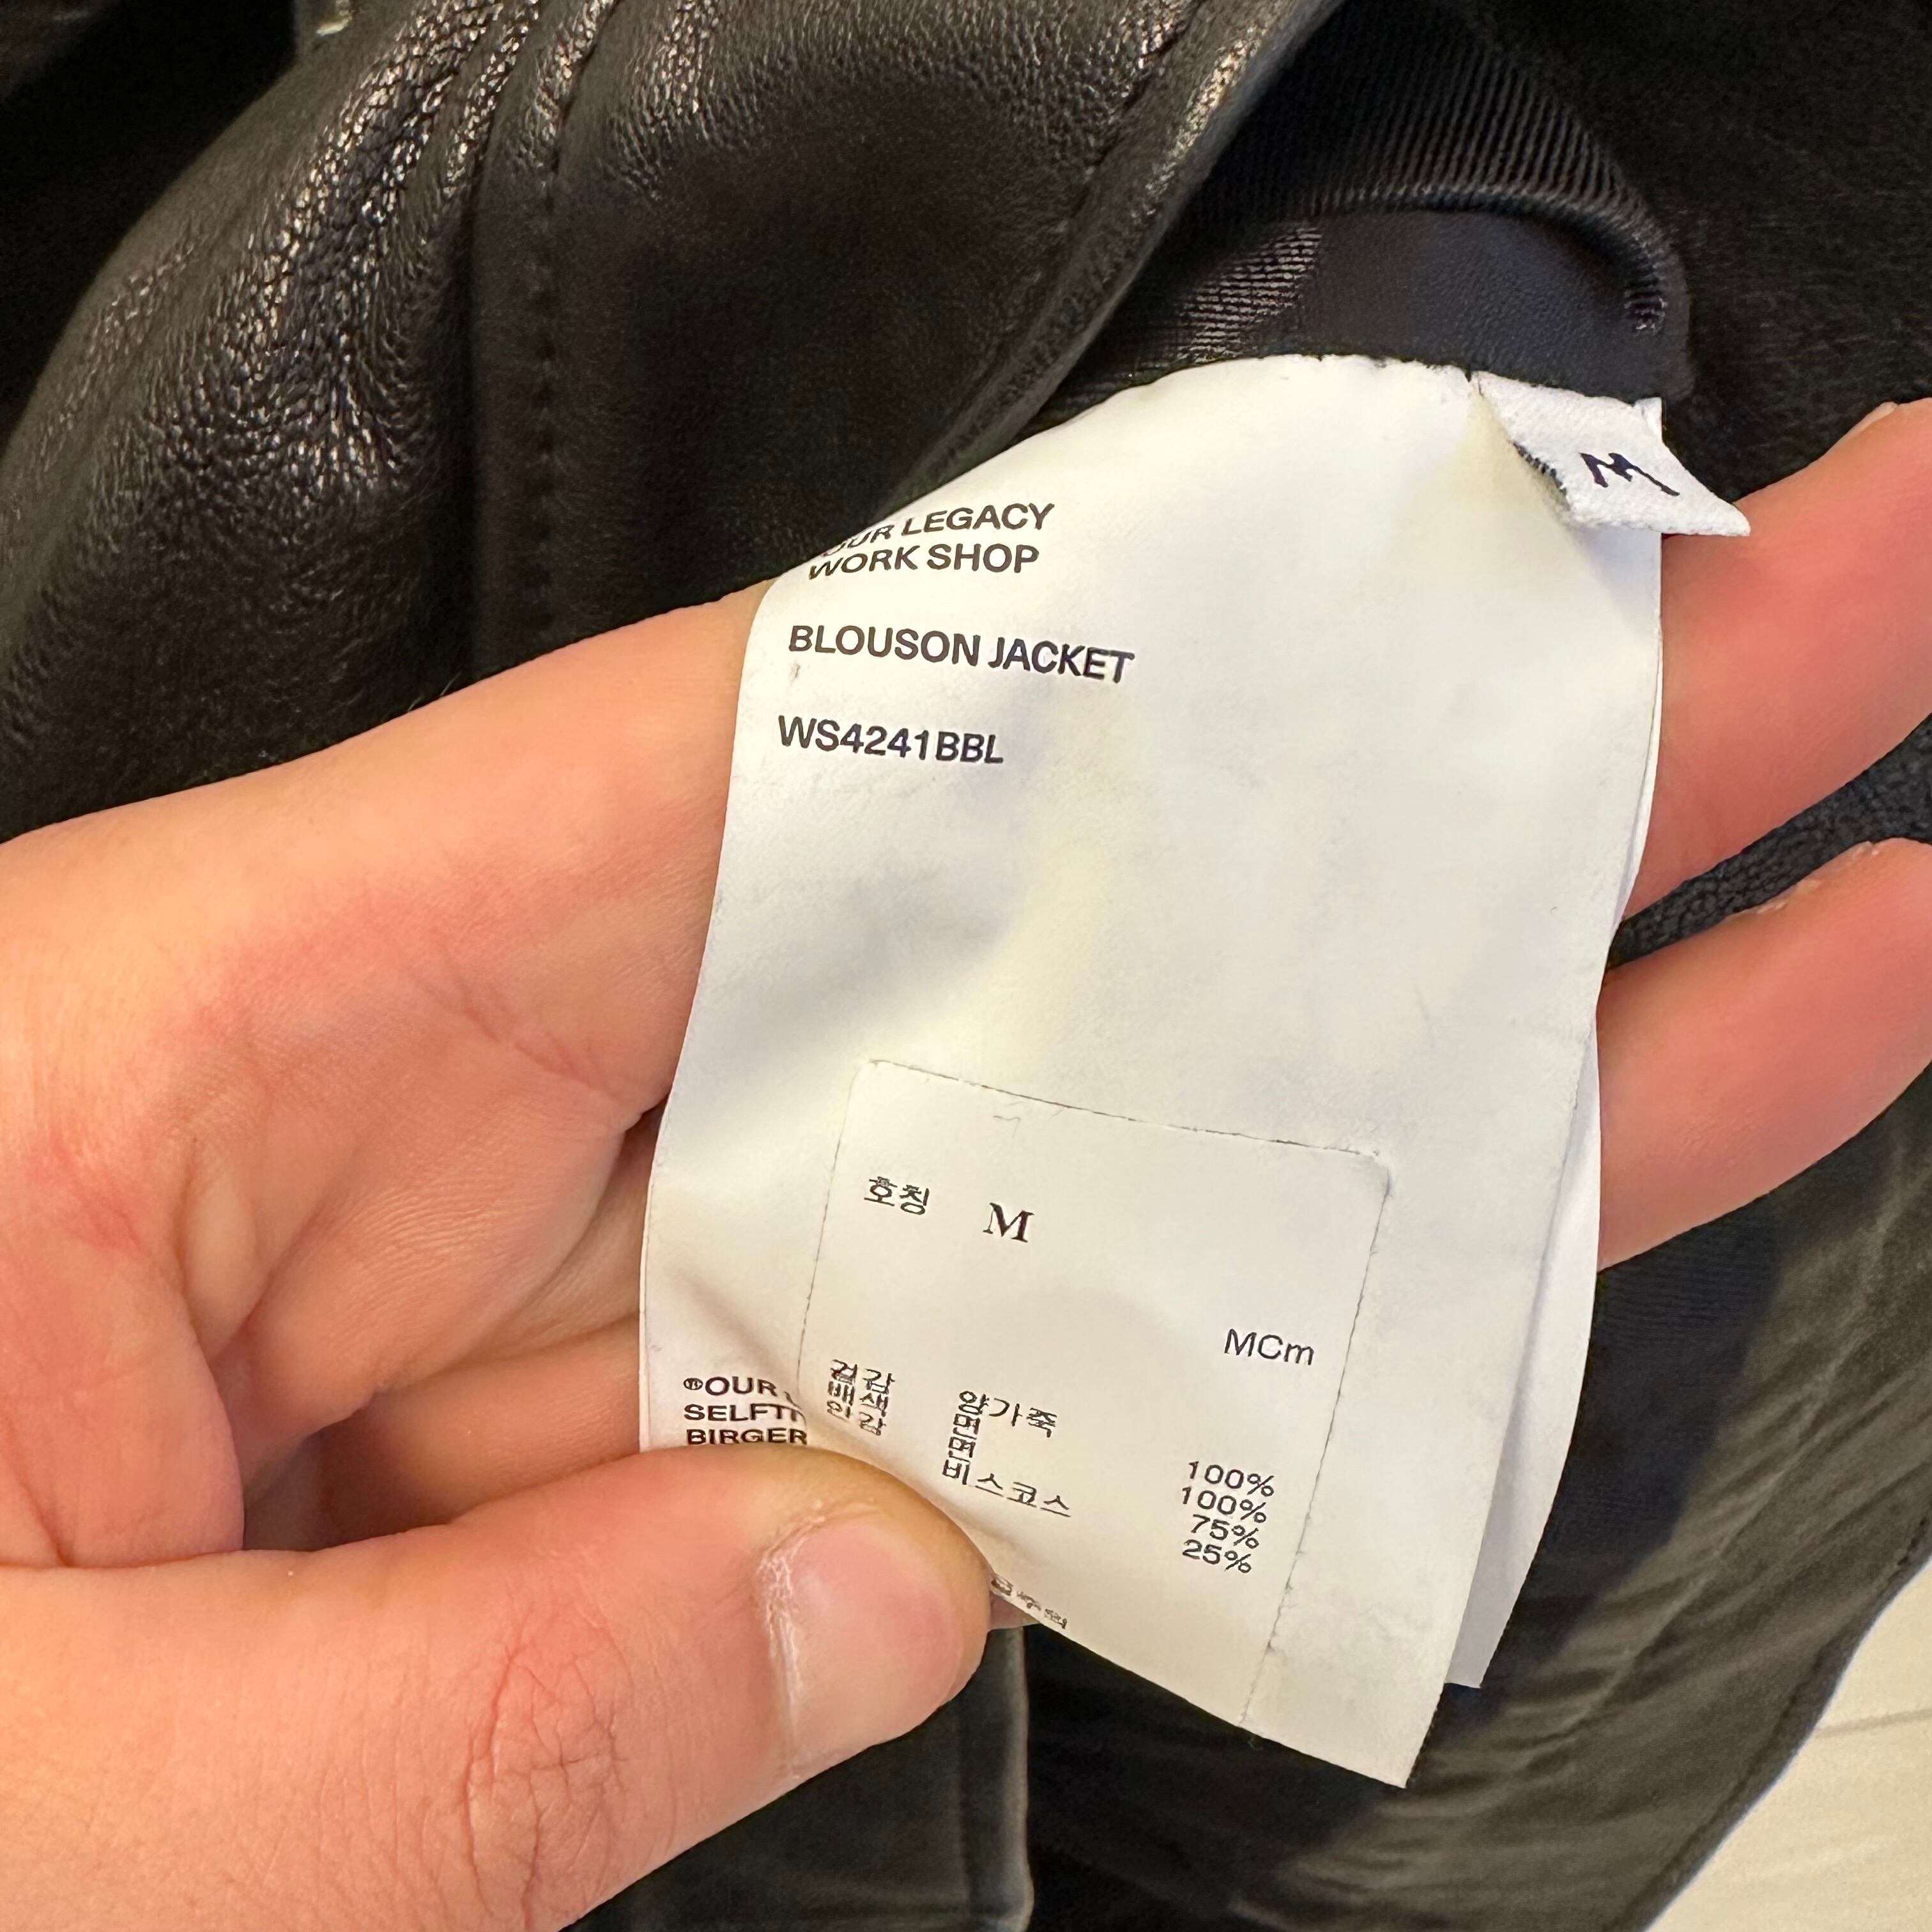 M
OUR LEGACY
WORK SHOP
BLOUSON JACKET
WS4241BBL
호칭 M
MCm
겉감 양가죽 100%
배색 면 100%
안감 면 75%
비스코스 25%
®OUR
SELFTI
BIRGER